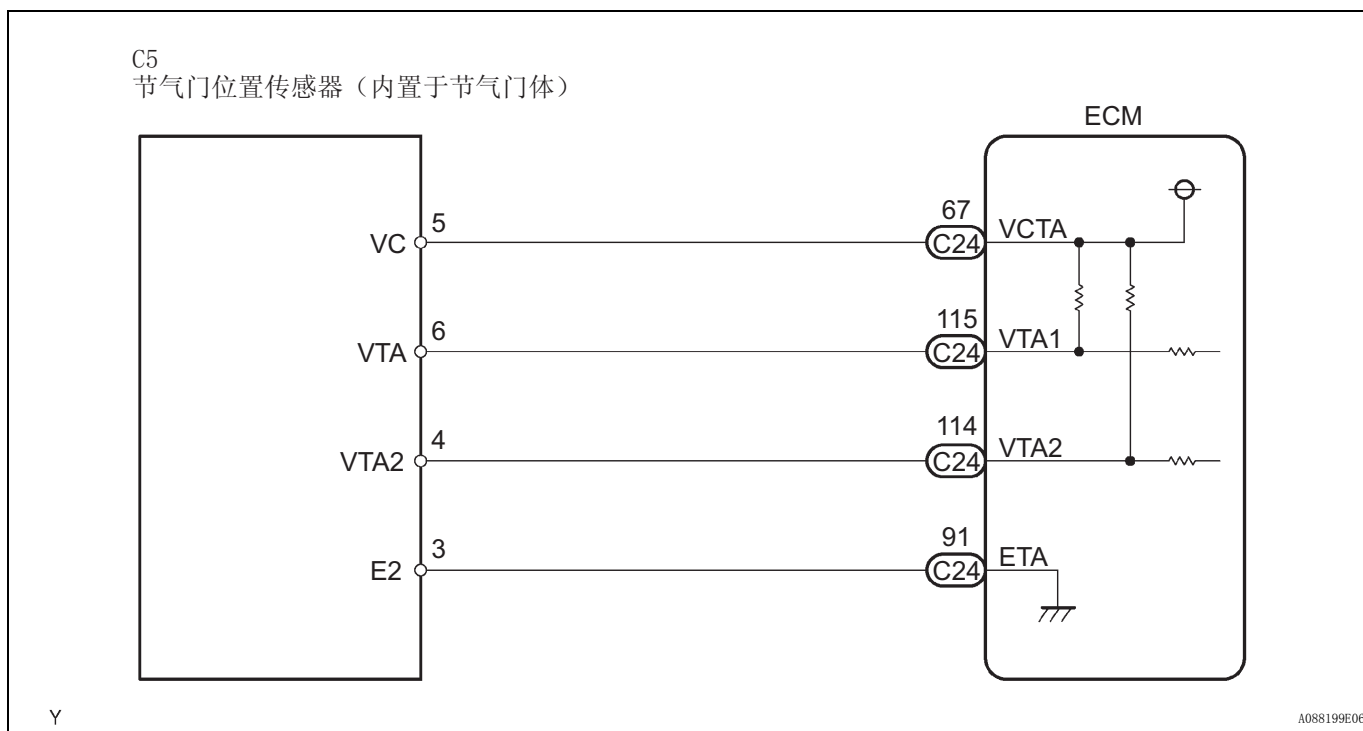 C5
节气门位置传感器（内置于节气门体）
ECM
VC 5 67 C24 VCTA
VTA 6 115 C24 VTA1
VTA2 4 114 C24 VTA2
E2 3 91 C24 ETA
Y
A088199E06